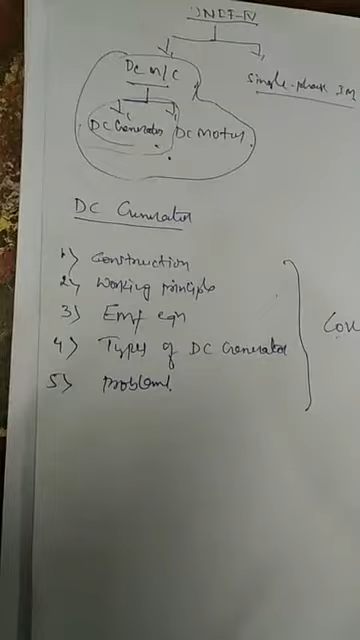 UNIT-IV
DC M/C
Single-phase IM
DC Generator DC Motor
DC Generator
1) Construction
2) Working principle
3) Emf eqn
4) Types of DC Generator
5) Problems